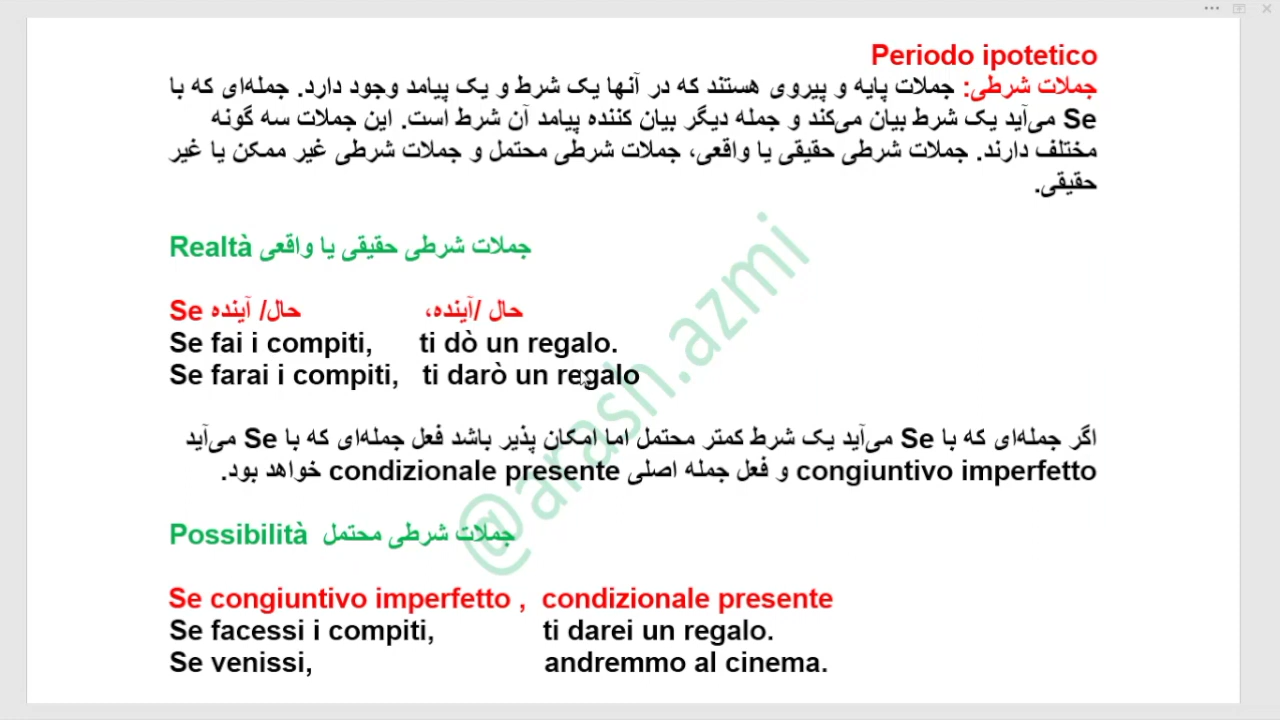 Periodo ipotetico
جملات شرطی: جملات پایه و پیروی هستند که در آنها یک شرط و یک پیامد وجود دارد. جمله‌ای که با
Se می‌آید یک شرط بیان می‌کند و جمله دیگر بیان کننده پیامد آن شرط است. این جملات سه گونه
مختلف دارند. جملات شرطی حقیقی یا واقعی، جملات شرطی محتمل و جملات شرطی غیر ممکن یا غیر
حقیقی.
Realtà جملات شرطی حقیقی یا واقعی
Se حال/ آینده حال /آینده،
Se fai i compiti, ti dò un regalo.
Se farai i compiti, ti darò un regalo
اگر جمله‌ای که با Se می‌آید یک شرط کمتر محتمل اما امکان پذیر باشد فعل جمله‌ای که با Se می‌آید
congiuntivo imperfetto و فعل جمله اصلی condizionale presente خواهد بود.
Possibilità جملات شرطی محتمل
Se congiuntivo imperfetto , condizionale presente
Se facessi i compiti, ti darei un regalo.
Se venissi, andremmo al cinema.
@arash.azmi